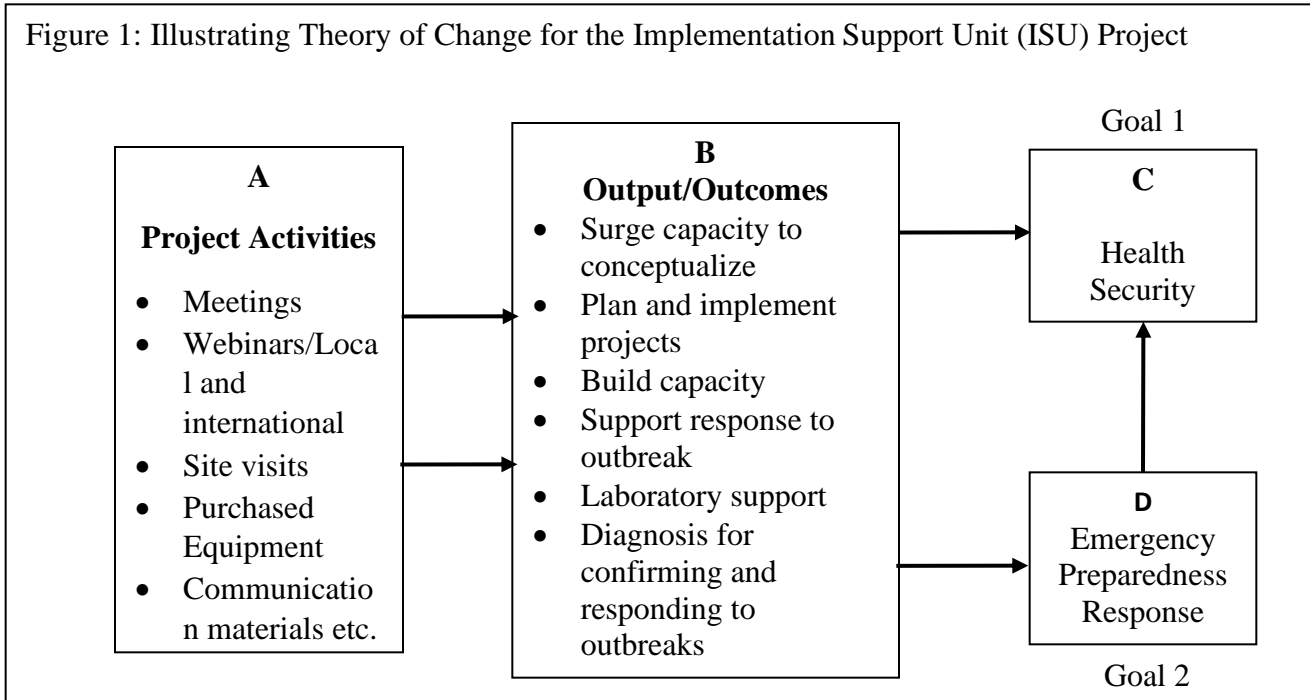 Figure 1: Illustrating Theory of Change for the Implementation Support Unit (ISU) Project
A
Project Activities
• Meetings
• Webinars/Loca
l and
international
• Site visits
• Purchased
Equipment
• Communicatio
n materials etc.
B
Output/Outcomes
• Surge capacity to
conceptualize
• Plan and implement
projects
• Build capacity
• Support response to
outbreak
• Laboratory support
• Diagnosis for
confirming and
responding to
outbreaks
Goal 1
C
Health
Security
D
Emergency
Preparedness
Response
Goal 2